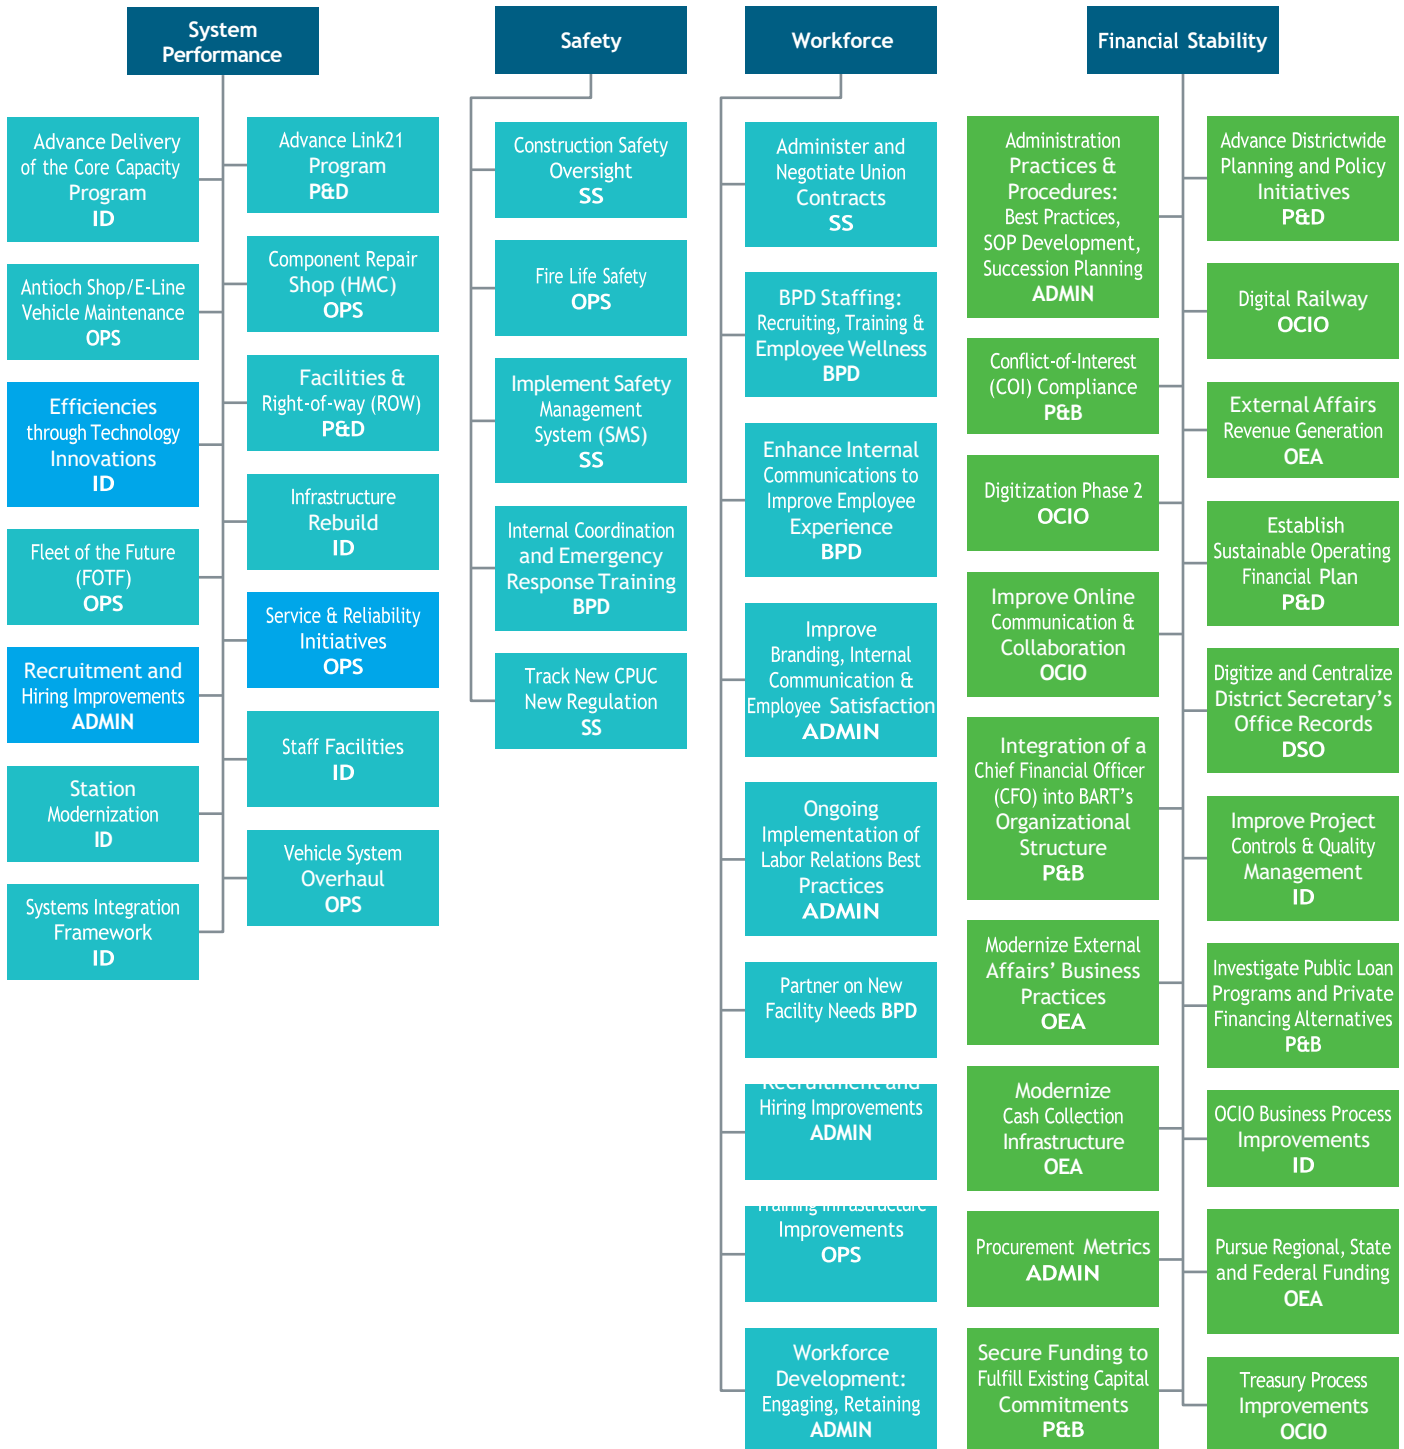 System
Performance
Advance Delivery
of the Core Capacity
Program
ID
Antioch Shop/E-Line
Vehicle Maintenance
OPS
Efficiencies
through Technology
Innovations
ID
Fleet of the Future
(FOTF)
OPS
Recruitment and
Hiring Improvements
ADMIN
Station
Modernization
ID
Systems Integration
Framework
ID
Advance Link21
Program
P&D
Component Repair
Shop (HMC)
OPS
Facilities &
Right-of-way (ROW)
P&D
Infrastructure
Rebuild
ID
Service & Reliability
Initiatives
OPS
Staff Facilities
ID
Vehicle System
Overhaul
OPS
Safety
Construction Safety
Oversight
SS
Fire Life Safety
OPS
Implement Safety
Management
System (SMS)
SS
Internal Coordination
and Emergency
Response Training
BPD
Track New CPUC
New Regulation
SS
Workforce
Administer and
Negotiate Union
Contracts
SS
BPD Staffing:
Recruiting, Training &
Employee Wellness
BPD
Enhance Internal
Communications to
Improve Employee
Experience
BPD
Improve
Branding, Internal
Communication &
Employee Satisfaction
ADMIN
Ongoing
Implementation of
Labor Relations Best
Practices
ADMIN
Partner on New
Facility Needs BPD
Recruitment and
Hiring Improvements
ADMIN
Training Infrastructure
Improvements
OPS
Workforce
Development:
Engaging, Retaining
ADMIN
Financial Stability
Administration
Practices &
Procedures:
Best Practices,
SOP Development,
Succession Planning
ADMIN
Conflict-of-Interest
(COI) Compliance
P&B
Digitization Phase 2
OCIO
Improve Online
Communication &
Collaboration
OCIO
Integration of a
Chief Financial Officer
(CFO) into BART's
Organizational
Structure
P&B
Modernize External
Affairs' Business
Practices
OEA
Modernize
Cash Collection
Infrastructure
OEA
Procurement Metrics
ADMIN
Secure Funding to
Fulfill Existing Capital
Commitments
P&B
Advance Districtwide
Planning and Policy
Initiatives
P&D
Digital Railway
OCIO
External Affairs
Revenue Generation
OEA
Establish
Sustainable Operating
Financial Plan
P&D
Digitize and Centralize
District Secretary's
Office Records
DSO
Improve Project
Controls & Quality
Management
ID
Investigate Public Loan
Programs and Private
Financing Alternatives
P&B
OCIO Business Process
Improvements
ID
Pursue Regional, State
and Federal Funding
OEA
Treasury Process
Improvements
OCIO